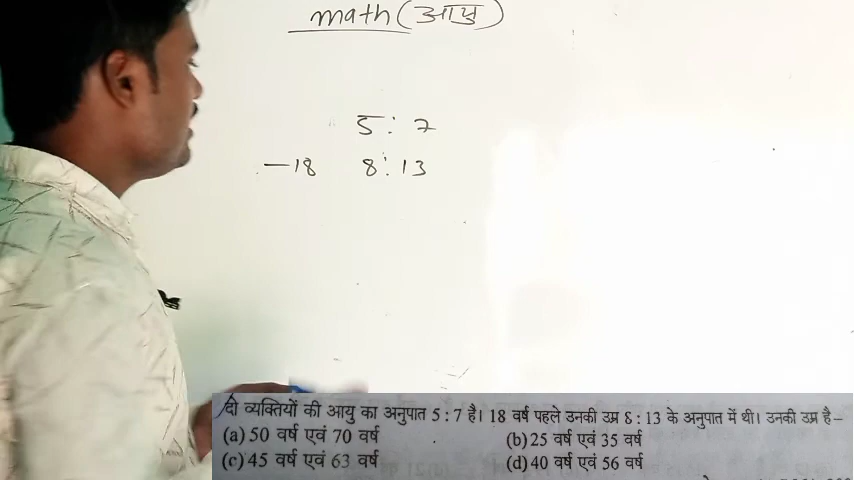 math (आयु)
5 : 7
-18 8 : 13
दो व्यक्तियों की आयु का अनुपात 5 : 7 है। 18 वर्ष पहले उनकी उम्र 8 : 13 के अनुपात में थी। उनकी उम्र है–
(a) 50 वर्ष एवं 70 वर्ष (b) 25 वर्ष एवं 35 वर्ष
(c) 45 वर्ष एवं 63 वर्ष (d) 40 वर्ष एवं 56 वर्ष